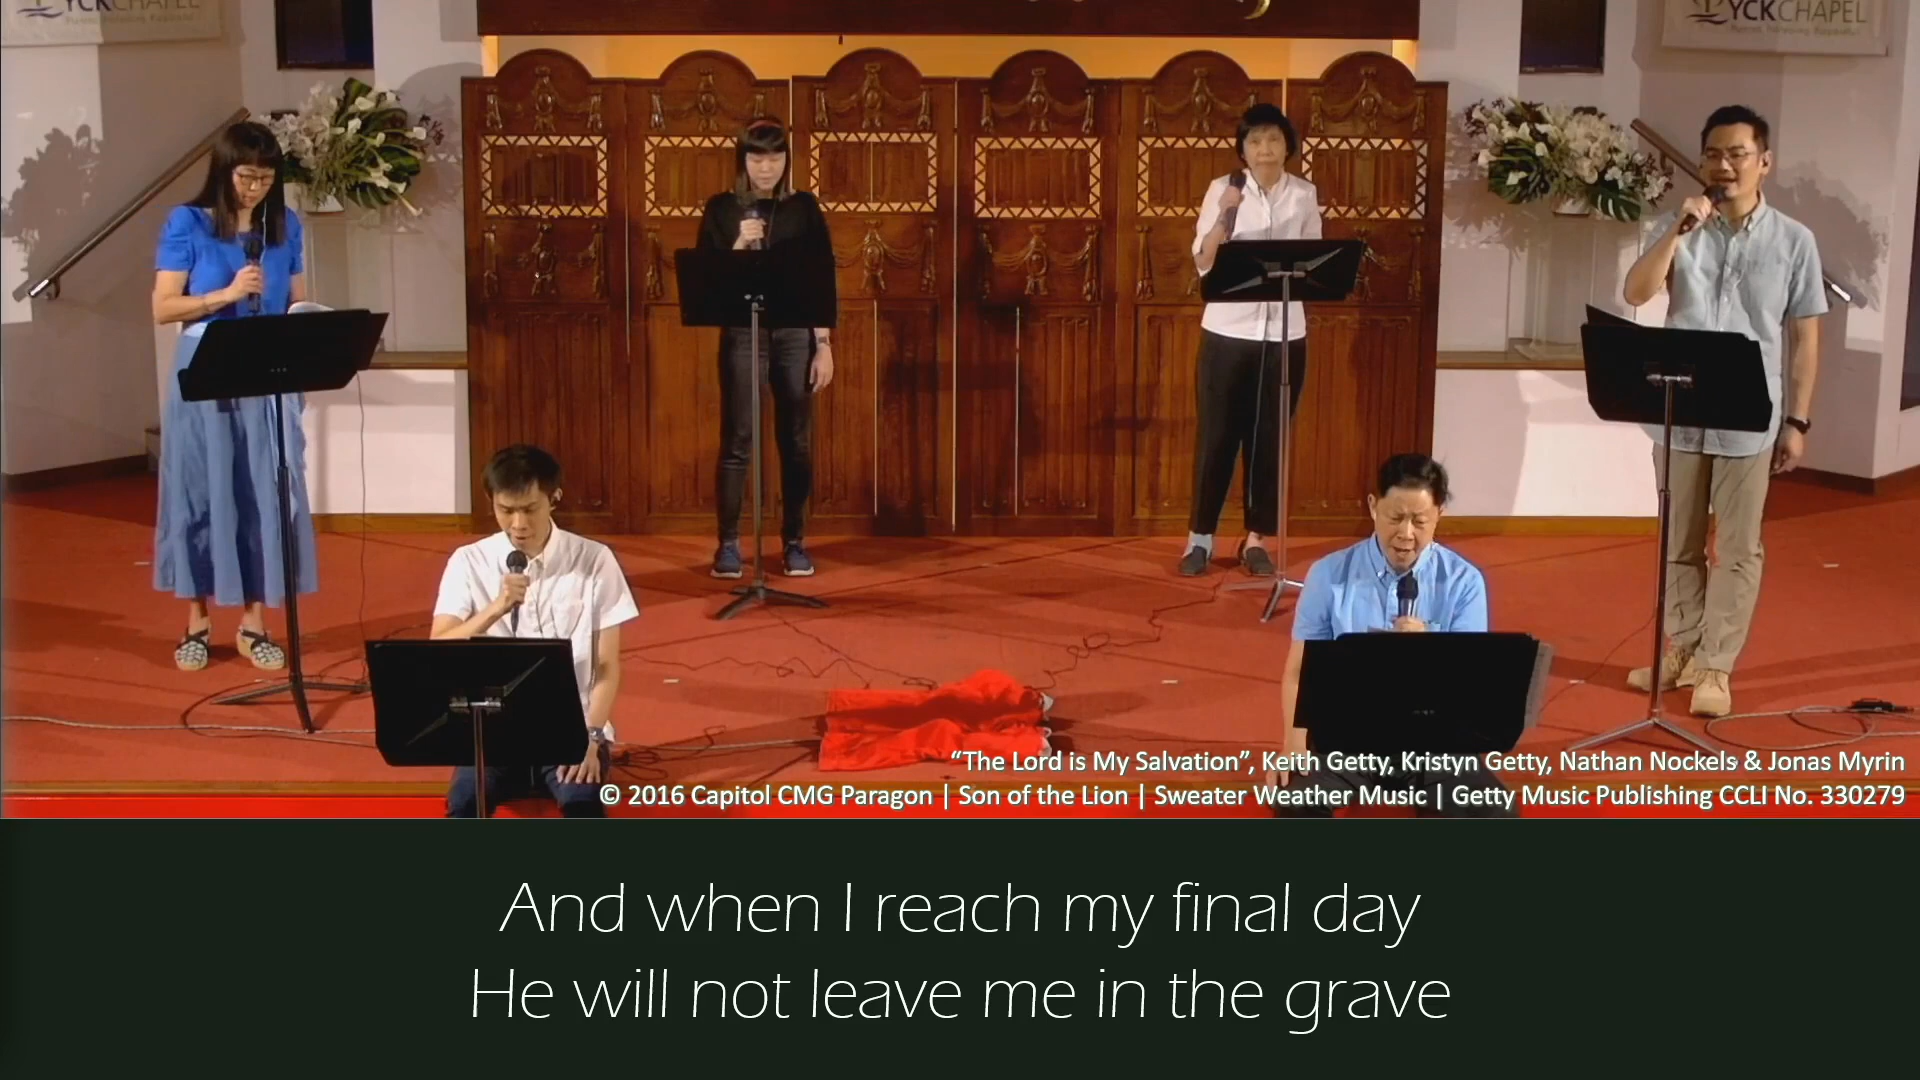 YCKCHAPEL
YCKCHAPEL
“The Lord is My Salvation”, Keith Getty, Kristyn Getty, Nathan Nockels & Jonas Myrin
© 2016 Capitol CMG Paragon | Son of the Lion | Sweater Weather Music | Getty Music Publishing CCLI No. 330279
And when I reach my final day
He will not leave me in the grave